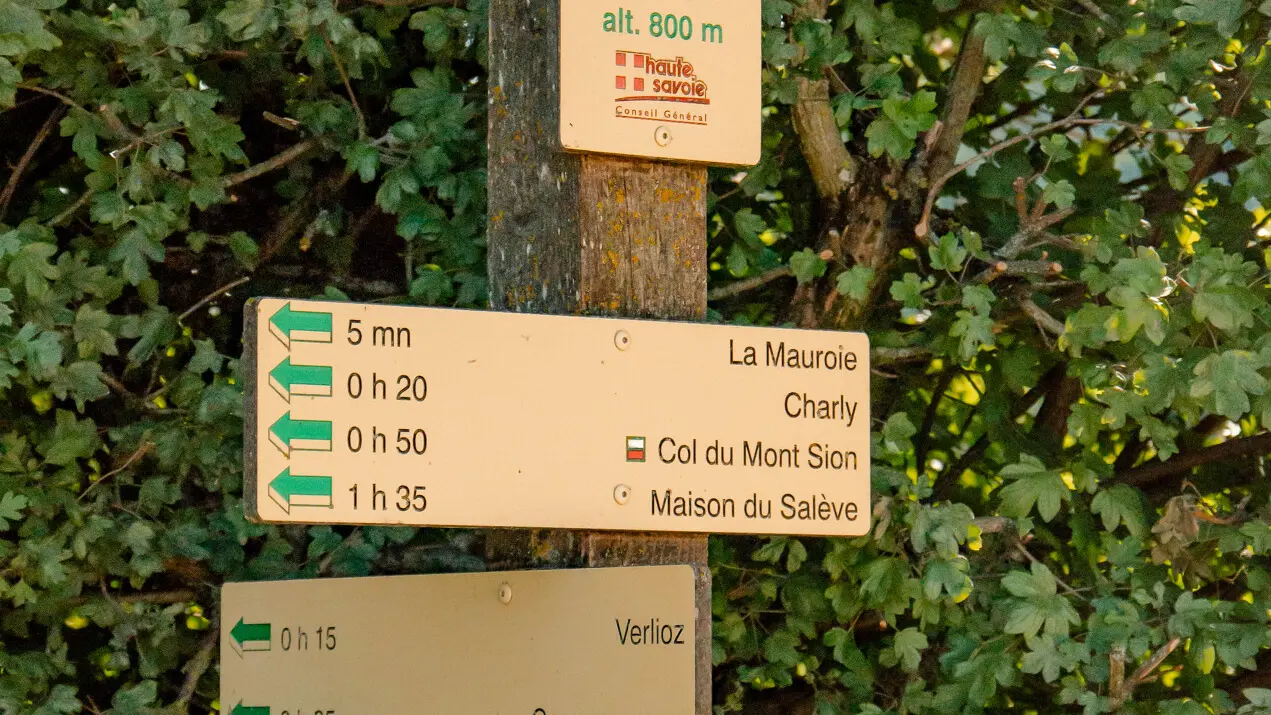 alt. 800 m
haute
savoie
Conseil Général
5 mn La Mauroie
0 h 20 Charly
0 h 50 Col du Mont Sion
1 h 35 Maison du Salève
0 h 15 Verlioz